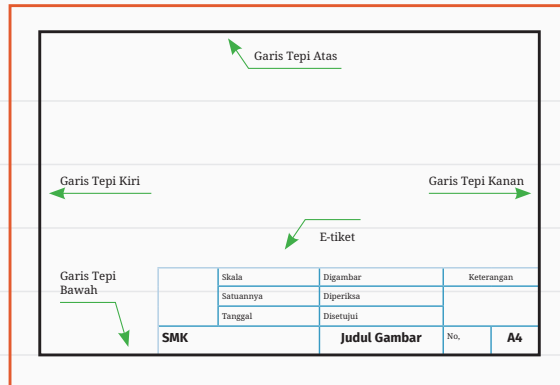 Garis Tepi Atas
Garis Tepi Kiri
Garis Tepi Kanan
E-tiket
Garis Tepi
Bawah
Skala
Digambar
Keterangan
Satuannya
Diperiksa
Tanggal
Disetujui
SMK
Judul Gambar
No,
A4